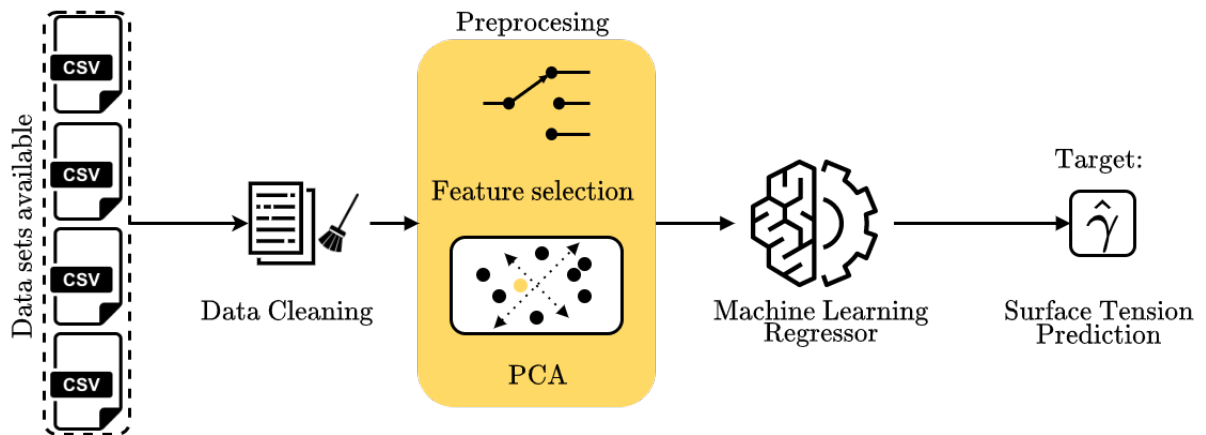 Data sets available
CSV
CSV
CSV
CSV
Data Cleaning
Preprocesing
Feature selection
PCA
Machine Learning
Regressor
Target:
γ̂
Surface Tension
Prediction